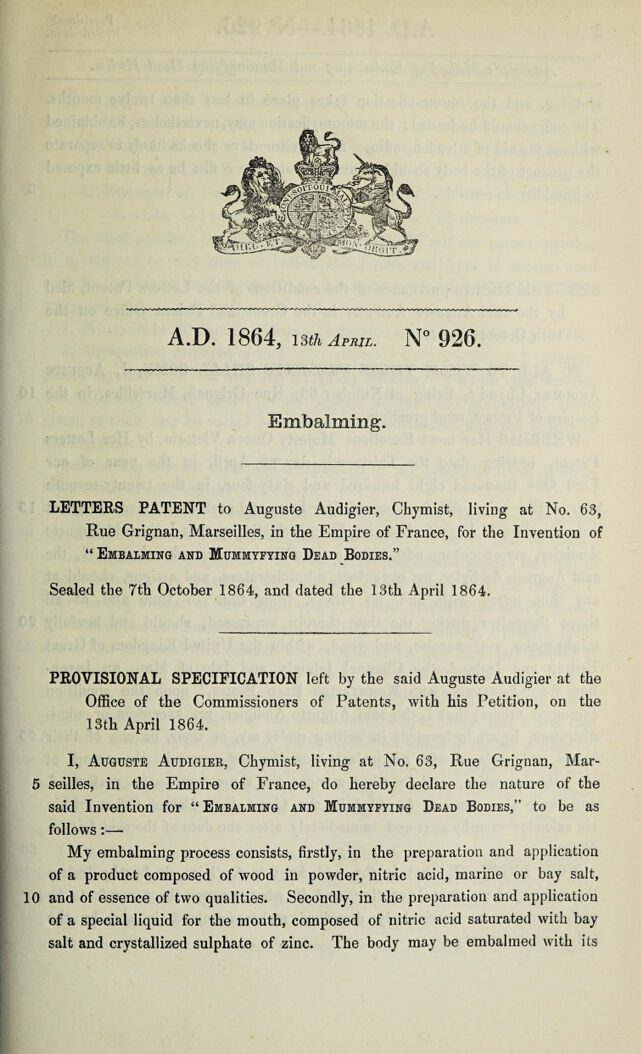 HONI SOIT QUI MAL
DIEU ET MON DROIT
A.D. 1864, 13th APRIL. N° 926.
Embalming.
LETTERS PATENT to Auguste Audigier, Chymist, living at No. 63,
Rue Grignan, Marseilles, in the Empire of France, for the Invention of
“ EMBALMING AND MUMMYFYING DEAD BODIES.”
Sealed the 7th October 1864, and dated the 13th April 1864.
PROVISIONAL SPECIFICATION left by the said Auguste Audigier at the
Office of the Commissioners of Patents, with his Petition, on the
13th April 1864.
I, AUGUSTE AUDIGIER, Chymist, living at No. 63, Rue Grignan, Mar-
5 seilles, in the Empire of France, do hereby declare the nature of the
said Invention for “ EMBALMING AND MUMMYFYING DEAD BODIES,” to be as
follows :—
My embalming process consists, firstly, in the preparation and application
of a product composed of wood in powder, nitric acid, marine or bay salt,
10 and of essence of two qualities. Secondly, in the preparation and application
of a special liquid for the mouth, composed of nitric acid saturated with bay
salt and crystallized sulphate of zinc. The body may be embalmed with its